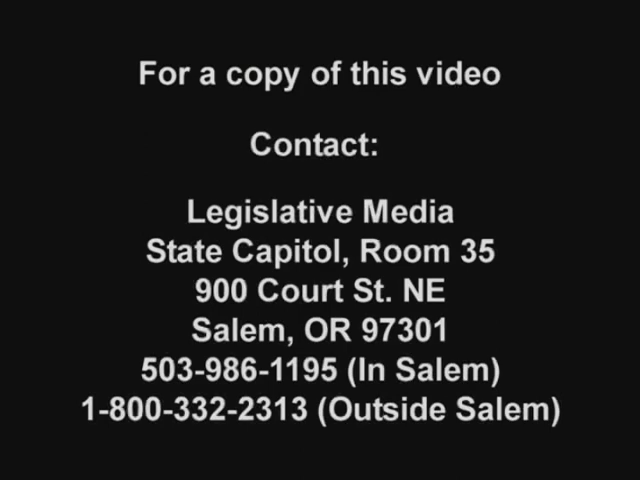 For a copy of this video
Contact:
Legislative Media
State Capitol, Room 35
900 Court St. NE
Salem, OR 97301
503-986-1195 (In Salem)
1-800-332-2313 (Outside Salem)